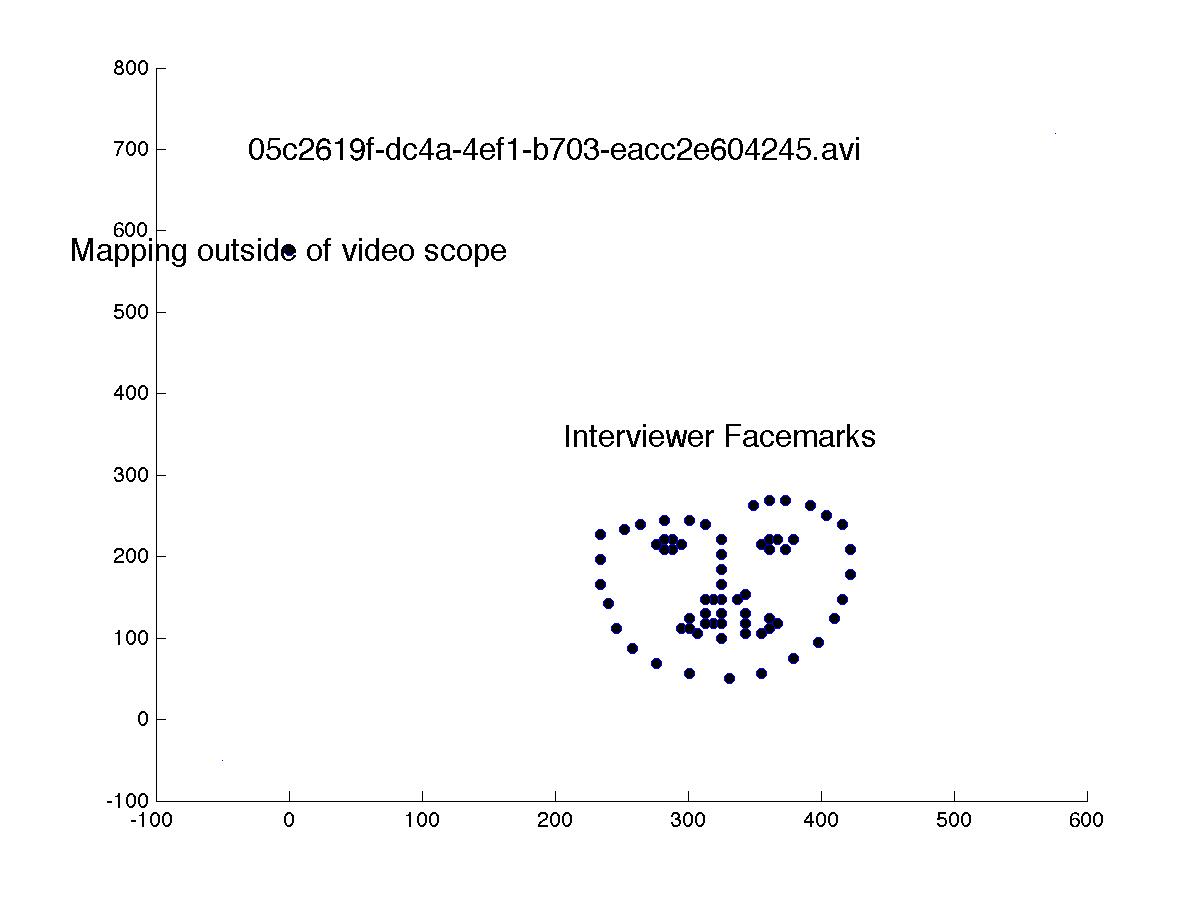 800
700
05c2619f-dc4a-4ef1-b703-eacc2e604245.avi
600
Mapping outside of video scope
500
400
Interviewer Facemarks
300
200
100
0
-100
-100 0 100 200 300 400 500 600